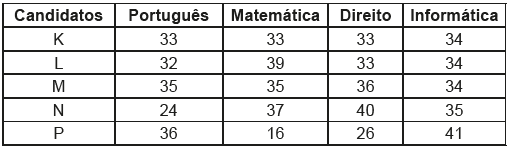 Candidatos Português Matemática Direito Informática
K 33 33 33 34
L 32 39 33 34
M 35 35 36 34
N 24 37 40 35
P 36 16 26 41